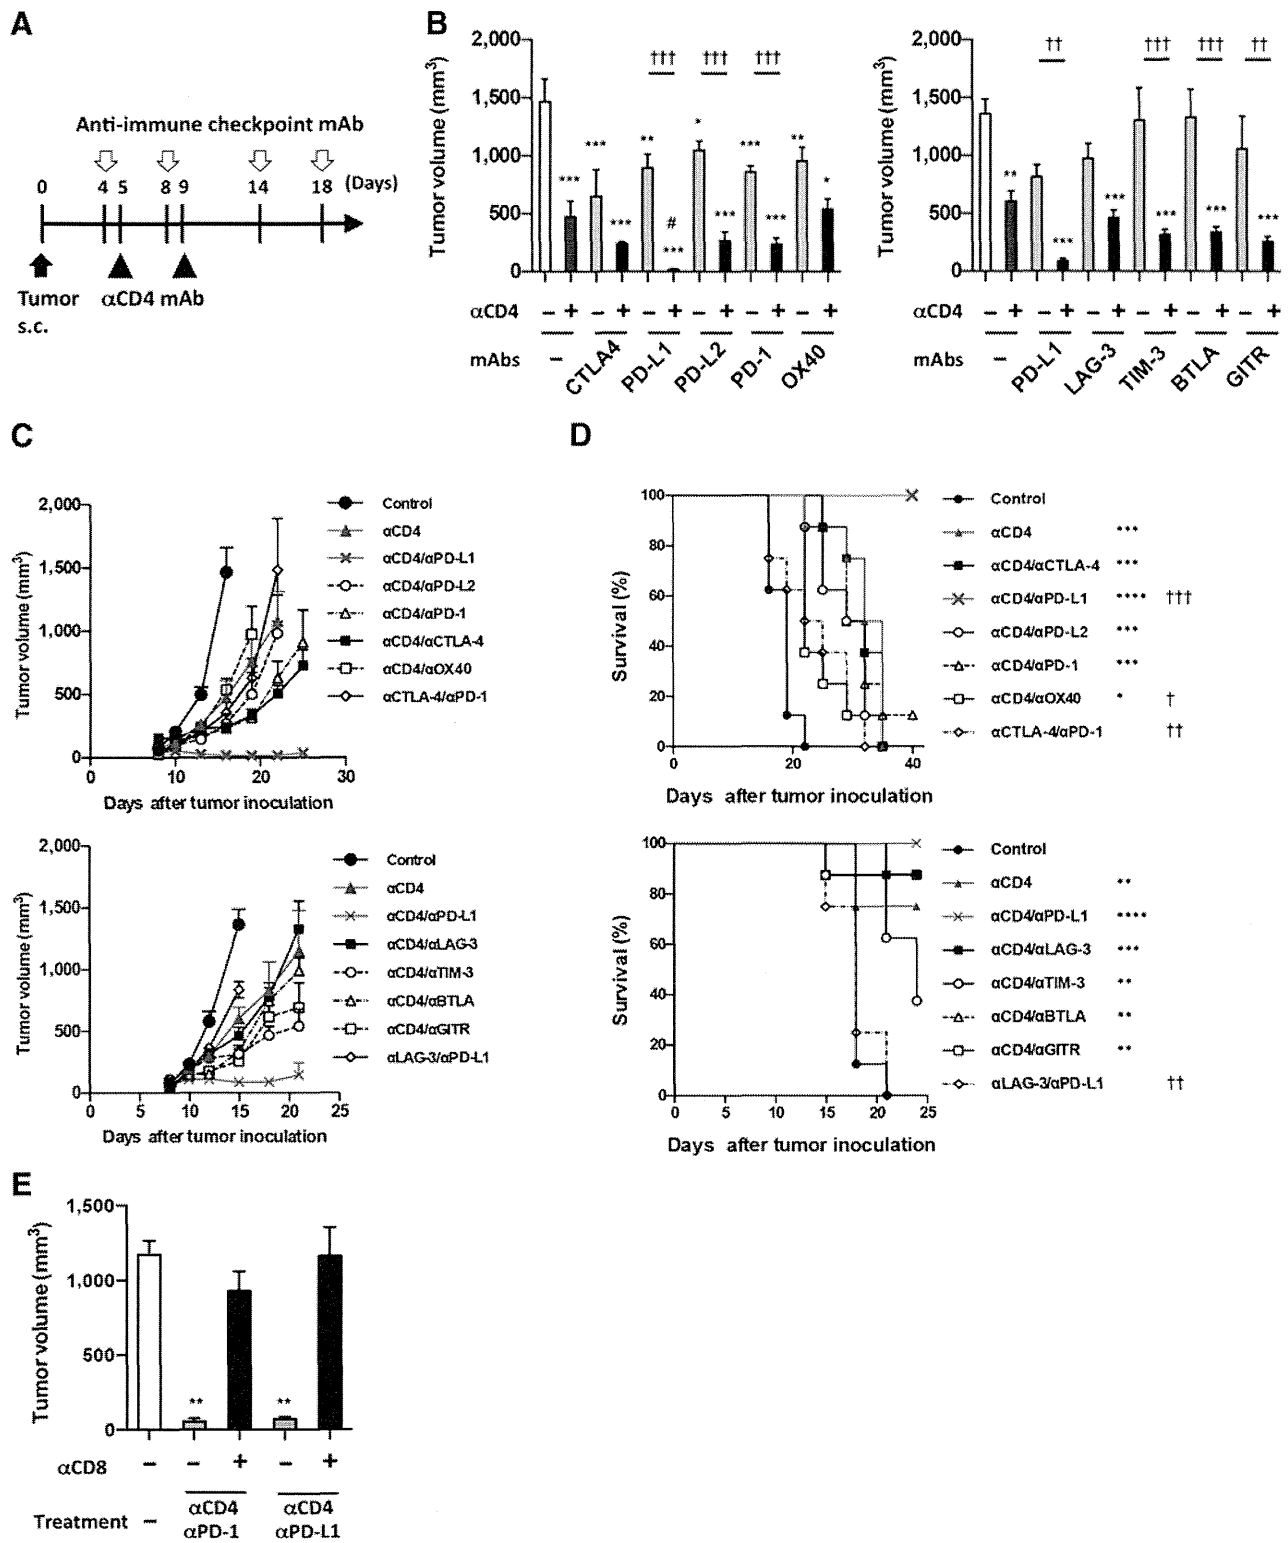 A
Anti-immune checkpoint mAb
0 4 5 8 9 14 18 (Days)
Tumor s.c.
αCD4 mAb
B
Tumor volume (mm3)
2,000
1,500
1,000
500
0
††† ††† †††
*** *** *** ** # *** * *** *** *** ** *
αCD4 – + – + – + – + – + – +
mAbs – CTLA4 PD-L1 PD-L2 PD-1 OX40
Tumor volume (mm3)
2,000
1,500
1,000
500
0
†† ††† ††† ††
** *** *** *** *** ***
αCD4 – + – + – + – + – + – +
mAbs – PD-L1 LAG-3 TIM-3 BTLA GITR
C
Tumor volume (mm3)
2,000
1,500
1,000
500
0
0 10 20 30
Days after tumor inoculation
Control
αCD4
αCD4/αPD-L1
αCD4/αPD-L2
αCD4/αPD-1
αCD4/αCTLA-4
αCD4/αOX40
αCTLA-4/αPD-1
Tumor volume (mm3)
2,000
1,500
1,000
500
0
0 5 10 15 20 25
Days after tumor inoculation
Control
αCD4
αCD4/αPD-L1
αCD4/αLAG-3
αCD4/αTIM-3
αCD4/αBTLA
αCD4/αGITR
αLAG-3/αPD-L1
D
Survival (%)
100
80
60
40
20
0
0 20 40
Days after tumor inoculation
Control
αCD4 ***
αCD4/αCTLA-4 ***
αCD4/αPD-L1 **** †††
αCD4/αPD-L2 ***
αCD4/αPD-1 ***
αCD4/αOX40 * †
αCTLA-4/αPD-1 ††
Survival (%)
100
80
60
40
20
0
0 5 10 15 20 25
Days after tumor inoculation
Control
αCD4 **
αCD4/αPD-L1 ****
αCD4/αLAG-3 ***
αCD4/αTIM-3 **
αCD4/αBTLA **
αCD4/αGITR **
αLAG-3/αPD-L1 ††
E
Tumor volume (mm3)
1,500
1,000
500
0
** **
αCD8 – – + – +
Treatment – αCD4 αPD-1 αCD4 αPD-L1